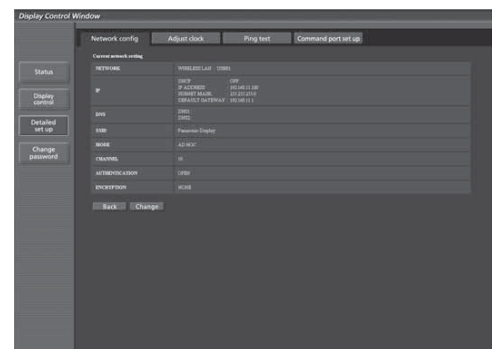 Display Control Window
Network config
Adjust clock
Ping test
Command port set up
Current network setting
Status
Display control
Detailed set up
Change password
NETWORK WIRELESS LAN
IP
DHCP OFF
IP ADDRESS
SUBNET MASK
DEFAULT GATEWAY
DNS
DNS1
DNS2
SSID Panasonic Display
MODE AD HOC
CHANNEL
AUTHENTICATION OPEN
ENCRYPTION NONE
Back
Change